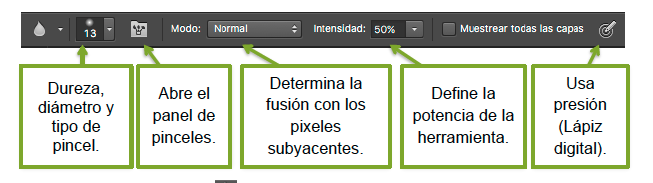 13 Modo: Normal Intensidad: 50% Muestrear todas las capas
Dureza,
diámetro y
tipo de
pincel.
Abre el
panel de
pinceles.
Determina la
fusión con los
pixeles
subyacentes.
Define la
potencia de la
herramienta.
Usa
presión
(Lápiz
digital).